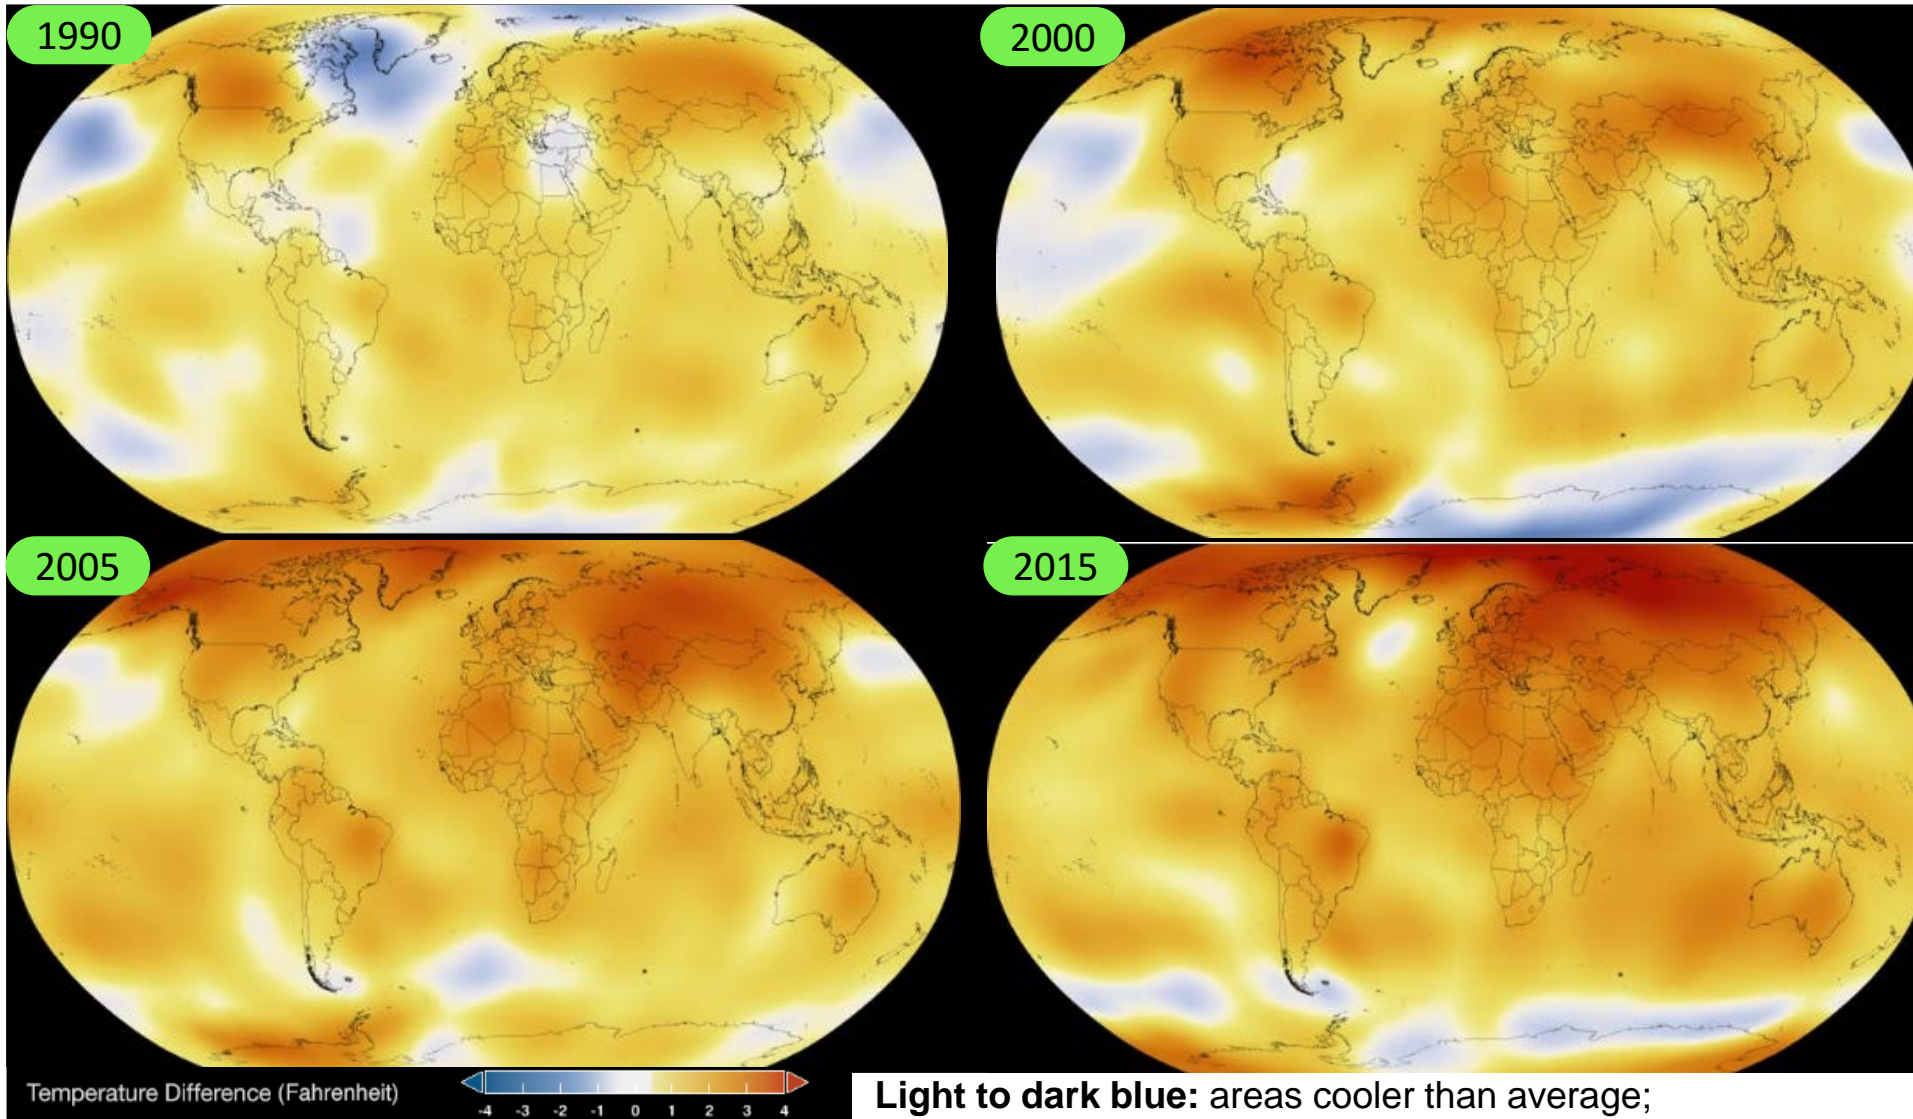 1990
2000
2005
2015
Temperature Difference (Fahrenheit)
-4 -3 -2 -1 0 1 2 3 4
Light to dark blue: areas cooler than average;